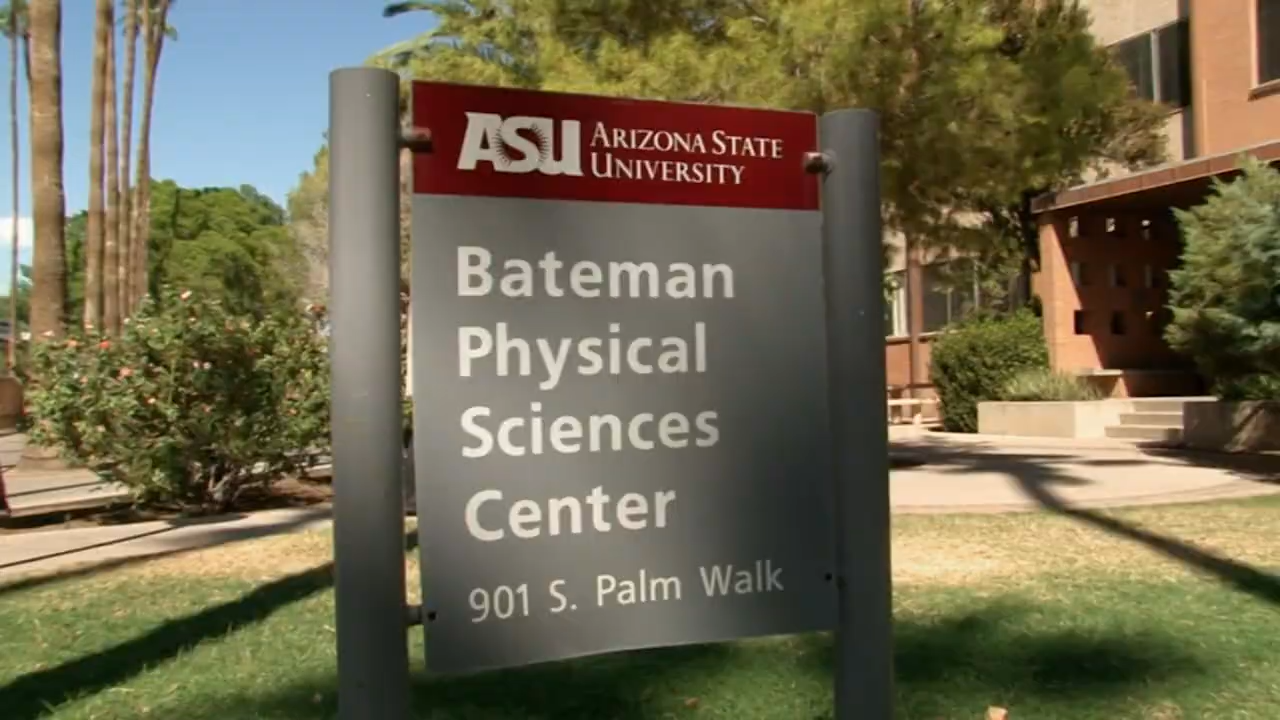 ASU ARIZONA STATE
UNIVERSITY
Bateman
Physical
Sciences
Center
901 S. Palm Walk